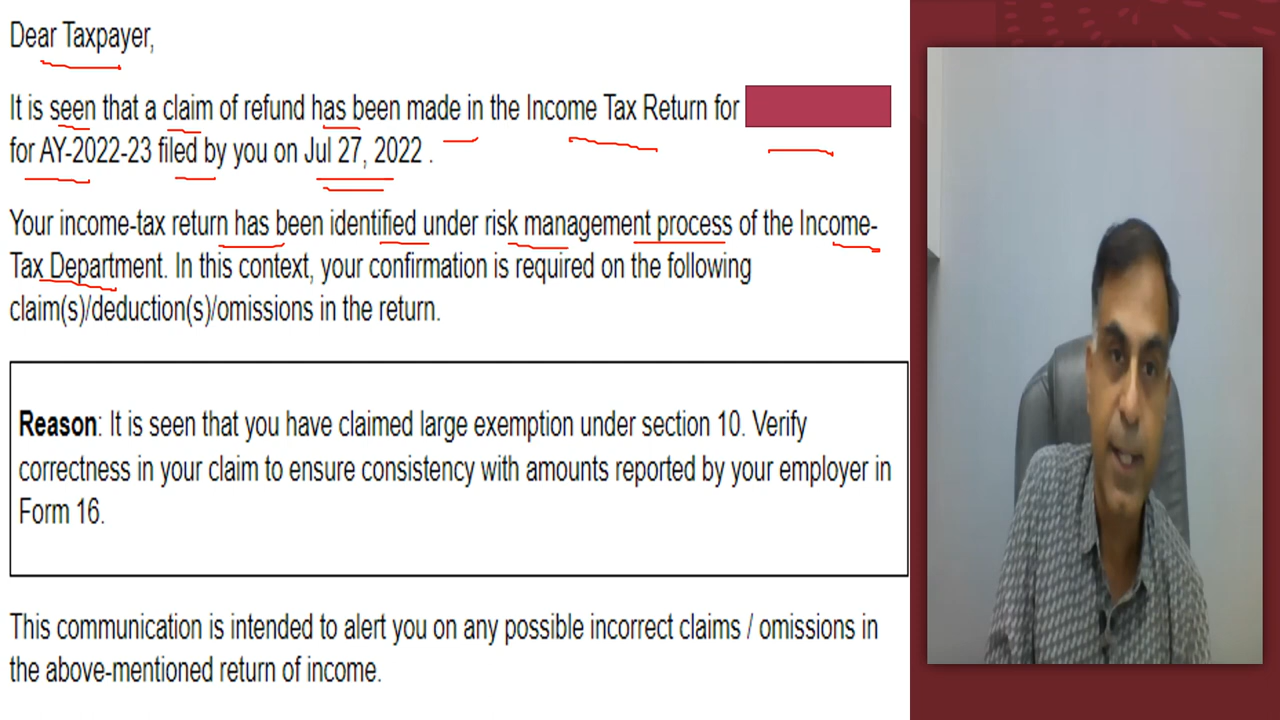 Dear Taxpayer,
It is seen that a claim of refund has been made in the Income Tax Return for
for AY-2022-23 filed by you on Jul 27, 2022 .
Your income-tax return has been identified under risk management process of the Income-
Tax Department. In this context, your confirmation is required on the following
claim(s)/deduction(s)/omissions in the return.
Reason: It is seen that you have claimed large exemption under section 10. Verify
correctness in your claim to ensure consistency with amounts reported by your employer in
Form 16.
This communication is intended to alert you on any possible incorrect claims / omissions in
the above-mentioned return of income.